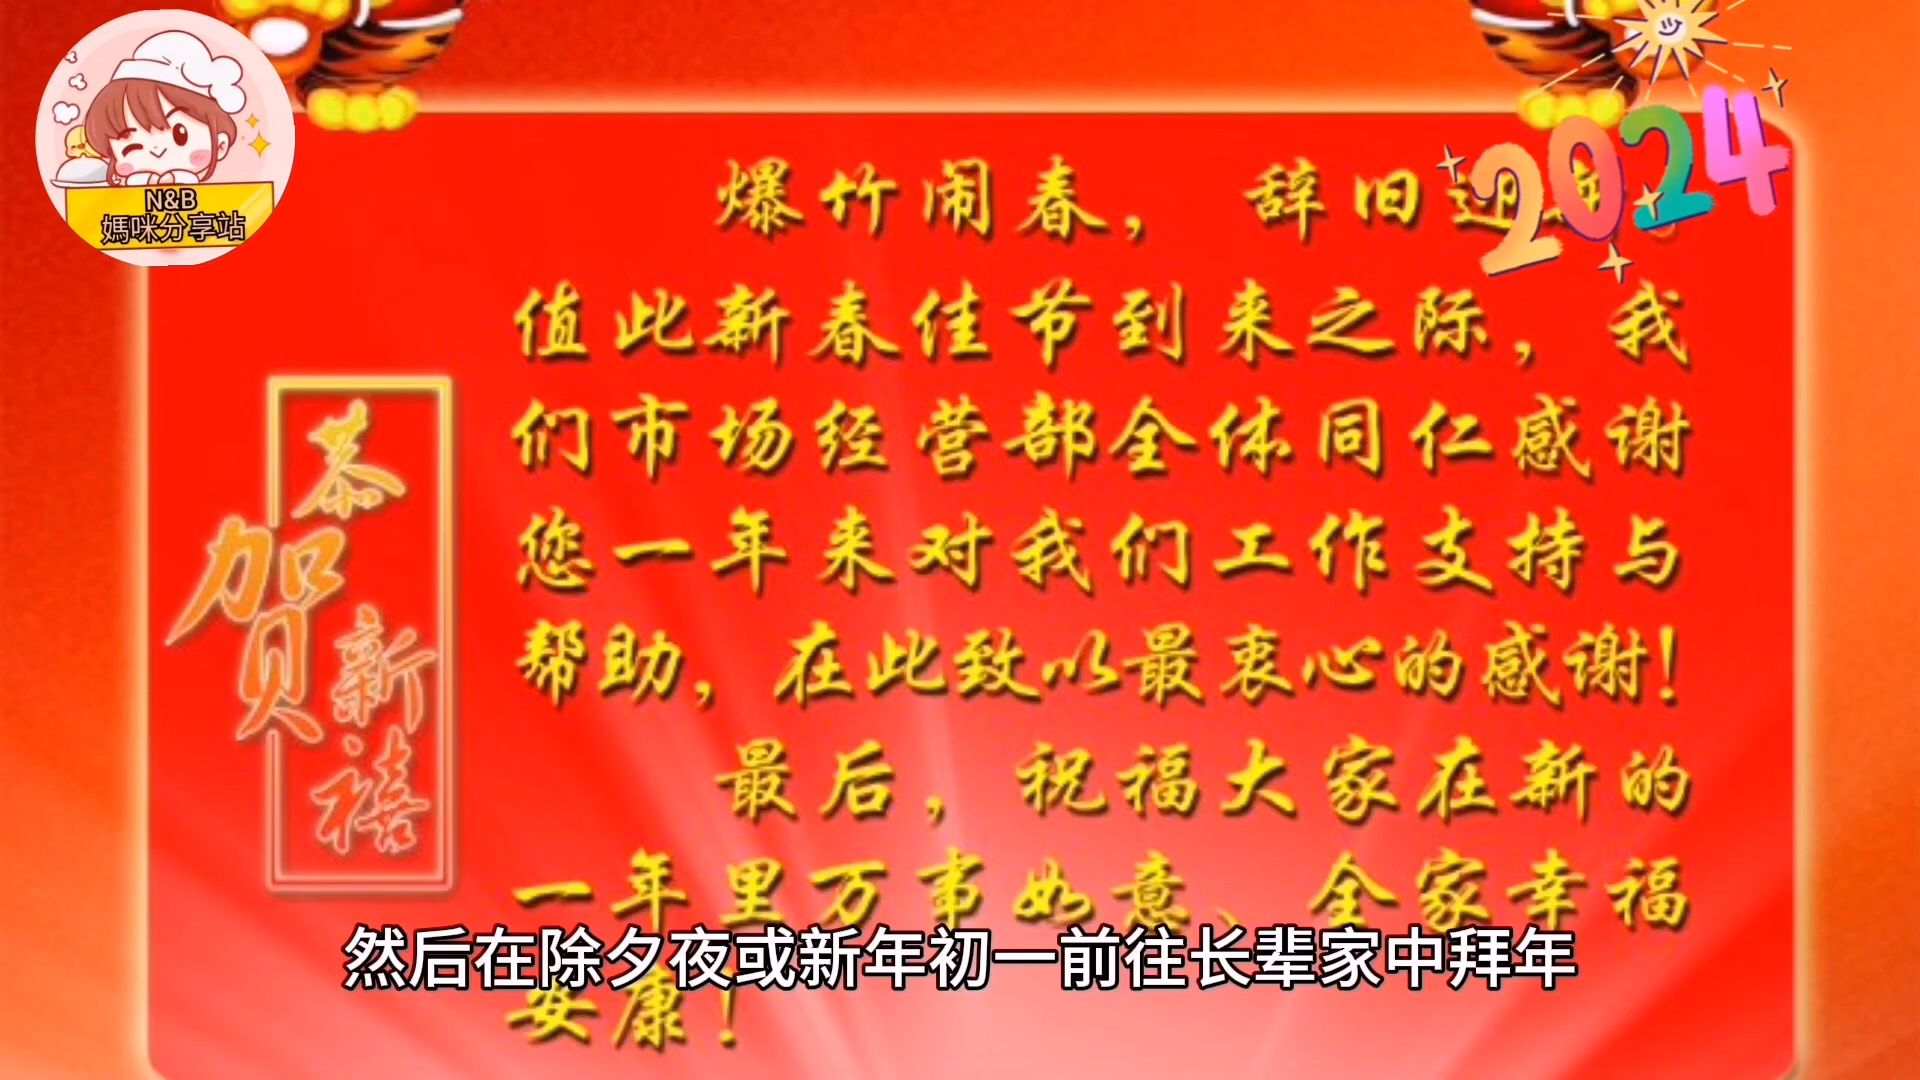 N&B
媽咪分享站
2024
爆竹闹春，辞旧迎
值此新春佳节到来之际，我
们市场经营部全体同仁感谢
您一年来对我们工作支持与
帮助，在此致以最衷心的感谢！
最后，祝福大家在新的
一年里万事如意、全家幸福
安康！
恭贺新禧
然后在除夕夜或新年初一前往长辈家中拜年